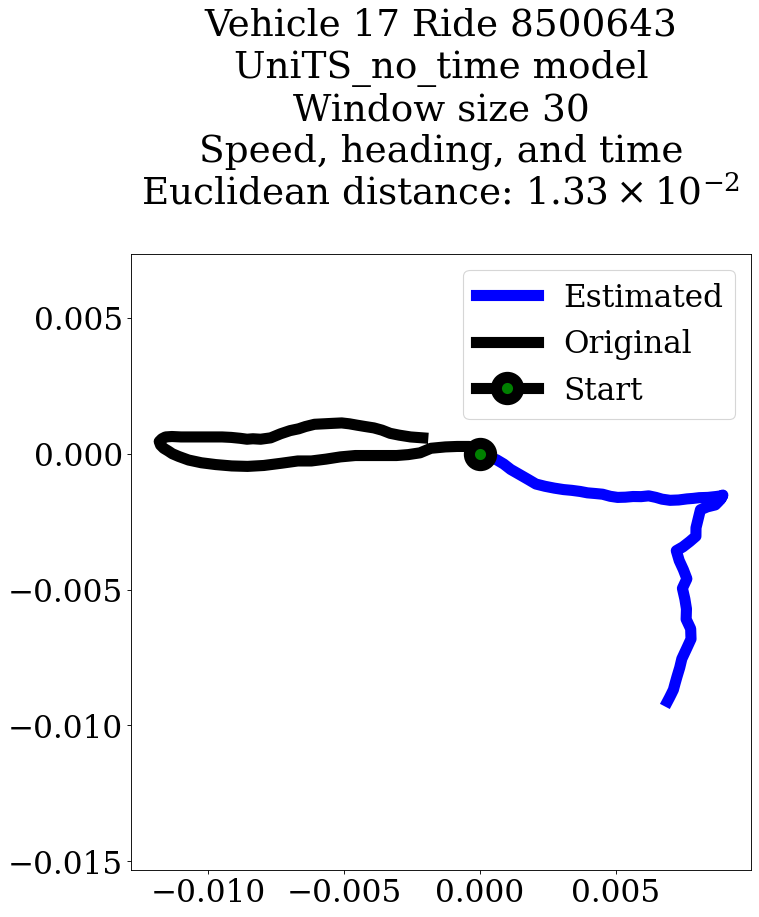 Vehicle 17 Ride 8500643
UniTS_no_time model
Window size 30
Speed, heading, and time
Euclidean distance: 1.33 × 10⁻²
Estimated
Original
Start
0.005
0.000
−0.005
−0.010
−0.015
−0.010 −0.005 0.000 0.005